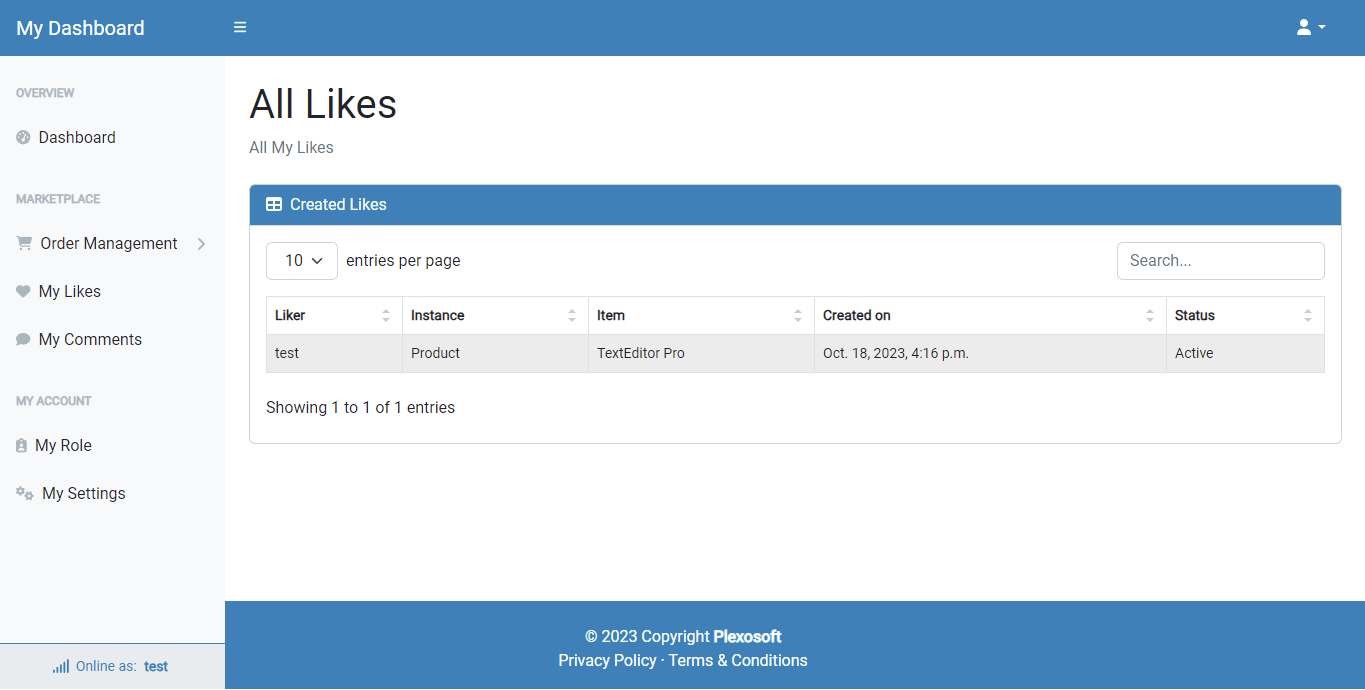 My Dashboard
OVERVIEW
Dashboard
MARKETPLACE
Order Management
My Likes
My Comments
MY ACCOUNT
My Role
My Settings
Online as: test
All Likes
All My Likes
Created Likes
10 entries per page
Search...
Liker Instance Item Created on Status
test Product TextEditor Pro Oct. 18, 2023, 4:16 p.m. Active
Showing 1 to 1 of 1 entries
© 2023 Copyright Plexosoft
Privacy Policy · Terms & Conditions